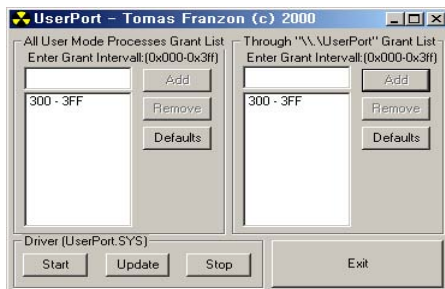 UserPort - Tomas Franzon (c) 2000
All User Mode Processes Grant List
Enter Grant Intervall:(0x000-0x3ff)
Add
300 - 3FF
Remove
Defaults
Through "\\.\UserPort" Grant List
Enter Grant Intervall:(0x000-0x3ff)
Add
300 - 3FF
Remove
Defaults
Driver (UserPort.SYS)
Start
Update
Stop
Exit